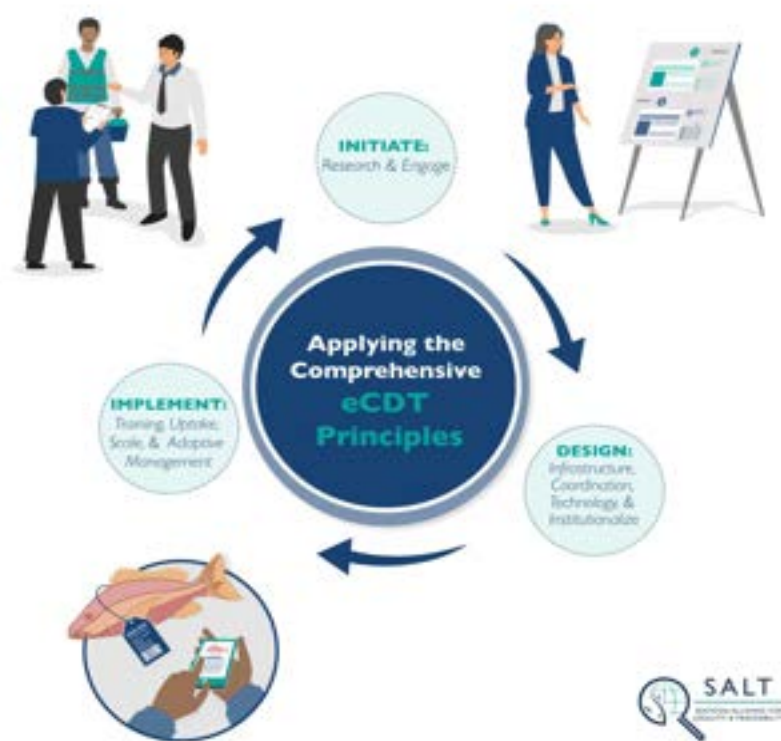 INITIATE:
Research & Engage
Applying the
Comprehensive
eCDT
Principles
IMPLEMENT:
Training, Uptake,
Scale, & Adaptive
Management
DESIGN:
Infrastructure,
Coordination,
Technology, &
Institutionalize
SALT